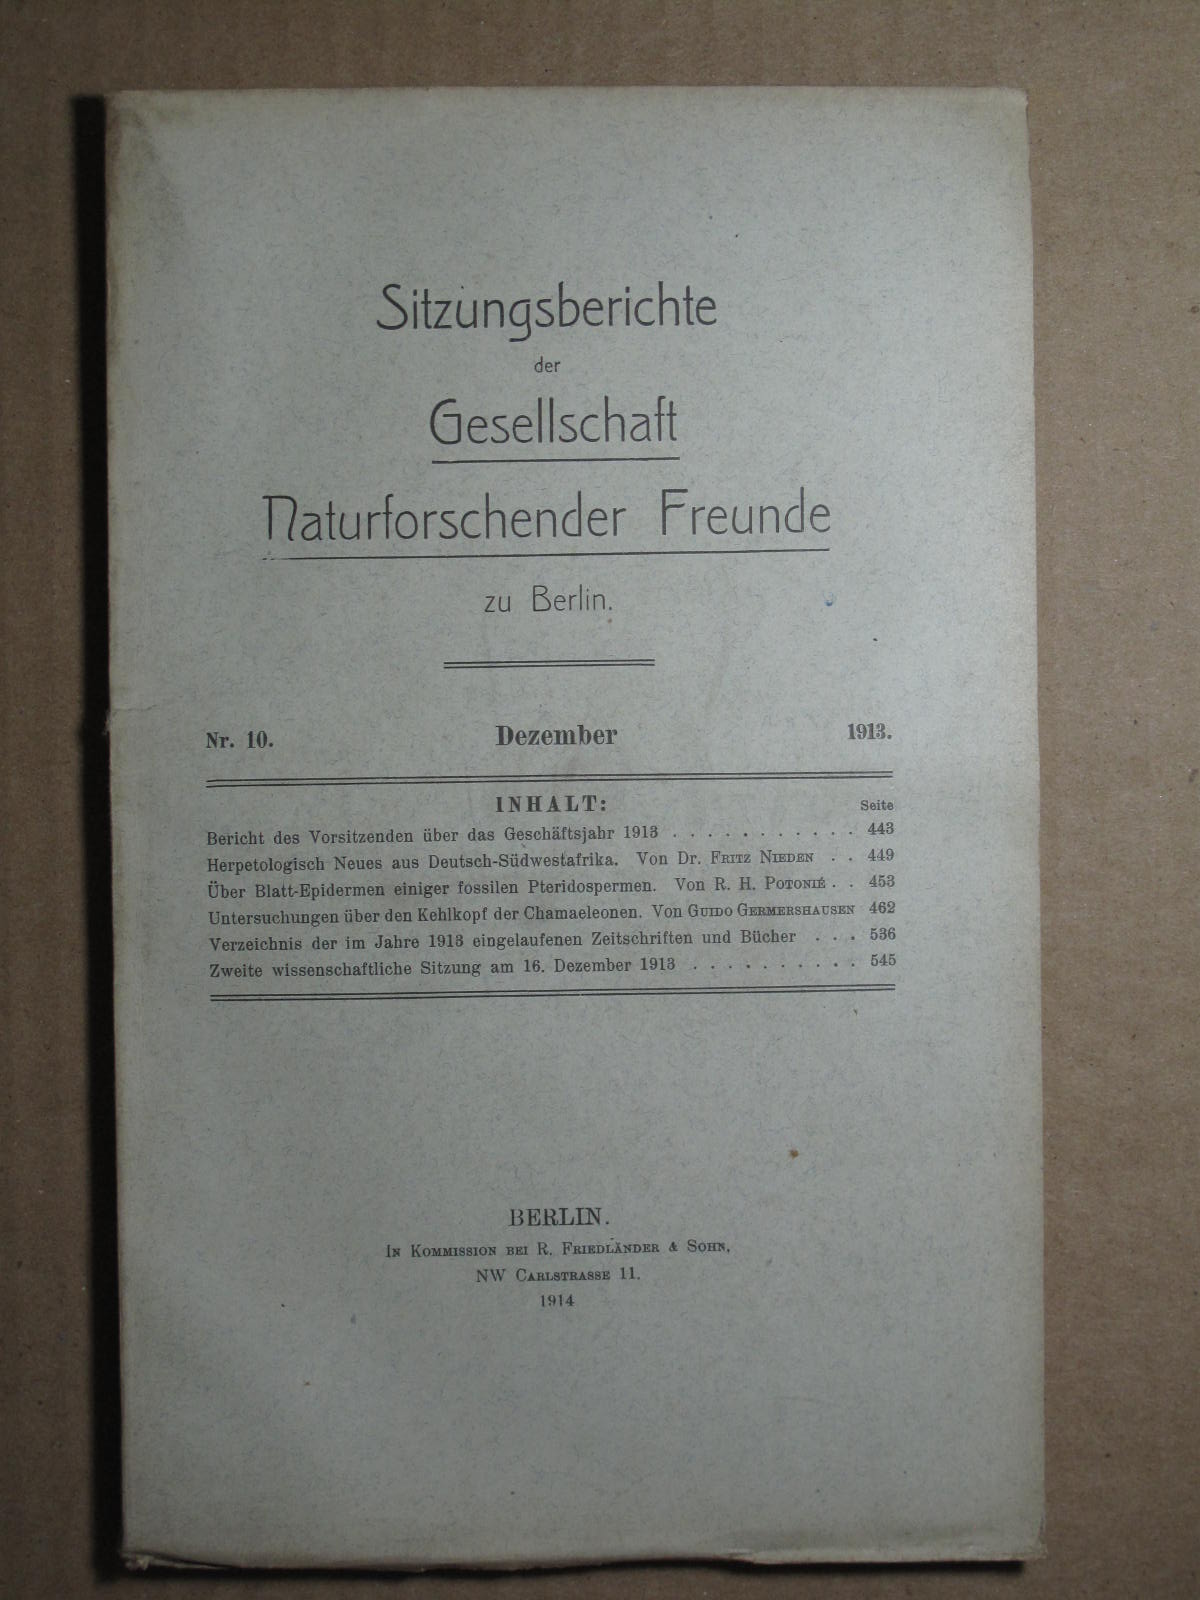 Sitzungsberichte
der
Gesellschaft
Naturforschender Freunde
zu Berlin.
Nr. 10. Dezember 1913.
INHALT: Seite
Bericht des Vorsitzenden über das Geschäftsjahr 1913 . . . . . . . . . . . 443
Herpetologisch Neues aus Deutsch-Südwestafrika. Von Dr. FRITZ NIEDEN . . 449
Über Blatt-Epidermen einiger fossilen Pteridospermen. Von R. H. POTONIÉ . . 453
Untersuchungen über den Kehlkopf der Chamaeleonen. Von GUIDO GERMERSHAUSEN 462
Verzeichnis der im Jahre 1913 eingelaufenen Zeitschriften und Bücher . . . 536
Zweite wissenschaftliche Sitzung am 16. Dezember 1913 . . . . . . . . . . 545
BERLIN.
IN KOMMISSION BEI R. FRIEDLÄNDER & SOHN,
NW CARLSTRASSE 11.
1914